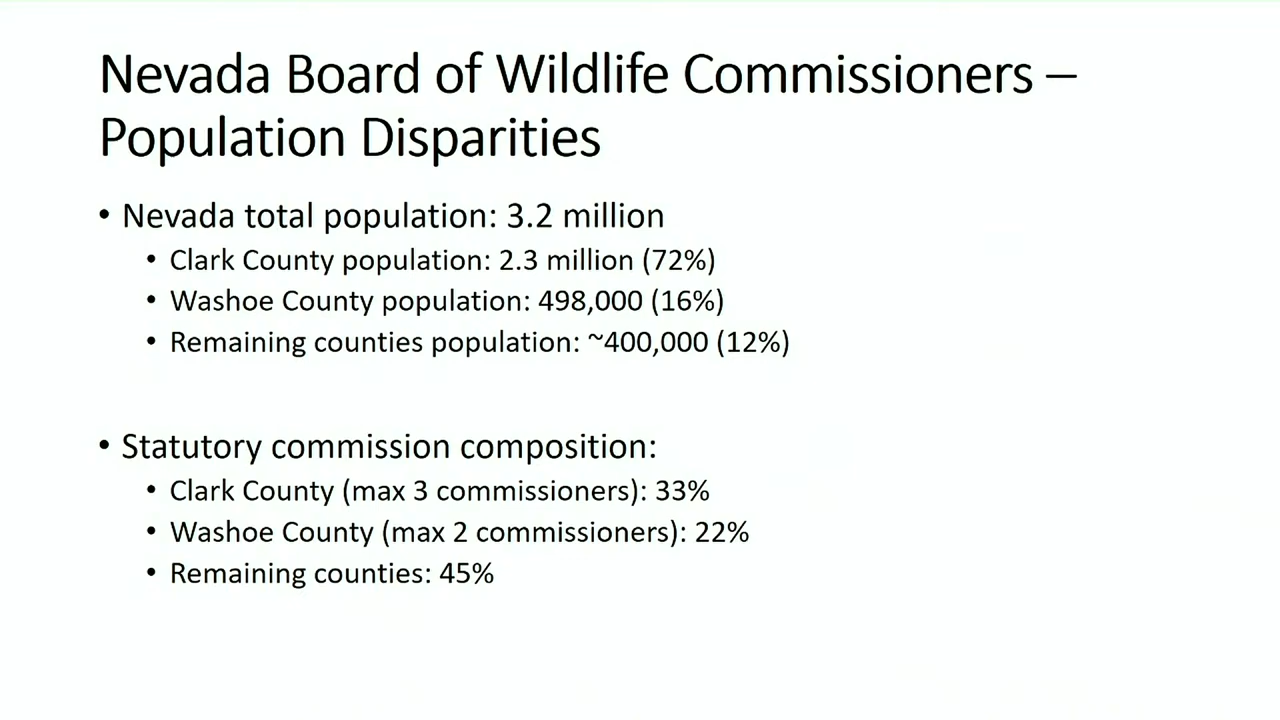 Nevada Board of Wildlife Commissioners –
Population Disparities
• Nevada total population: 3.2 million
• Clark County population: 2.3 million (72%)
• Washoe County population: 498,000 (16%)
• Remaining counties population: ~400,000 (12%)
• Statutory commission composition:
• Clark County (max 3 commissioners): 33%
• Washoe County (max 2 commissioners): 22%
• Remaining counties: 45%